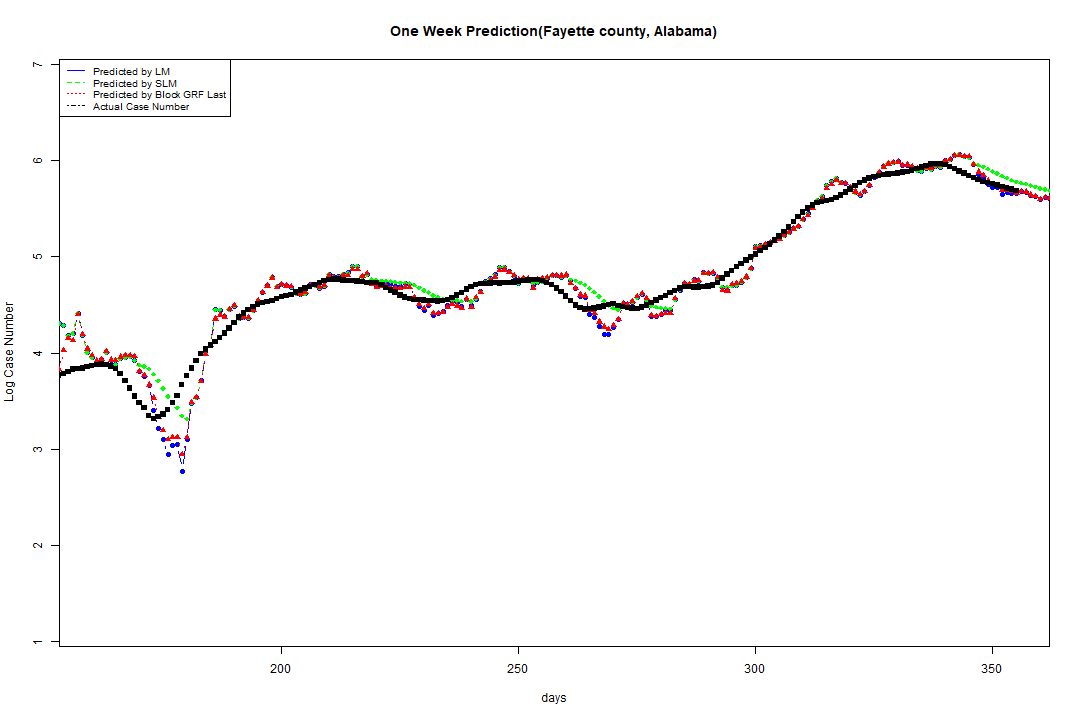 One Week Prediction(Fayette county, Alabama)
Predicted by LM
Predicted by SLM
Predicted by Block GRF Last
Actual Case Number
7
6
5
4
3
2
1
Log Case Number
200
250
300
350
days